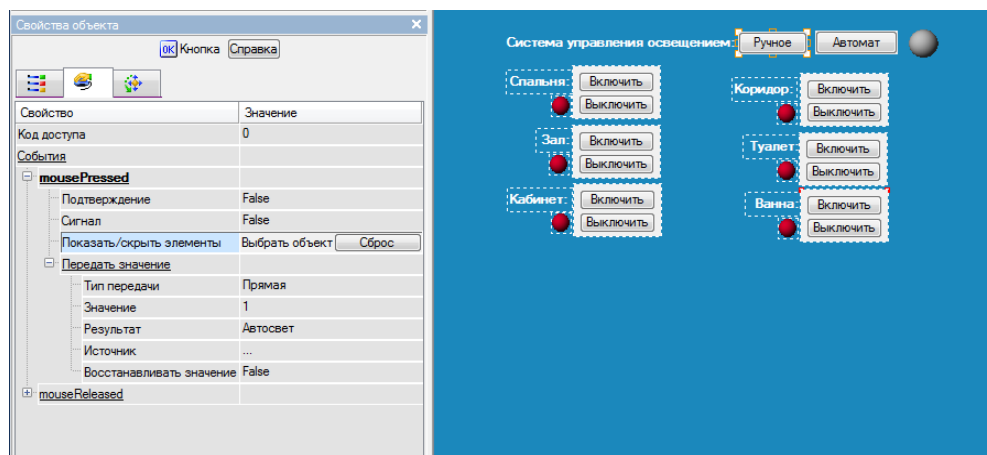 Свойства объекта
OK Кнопка Справка
Свойство Значение
Код доступа 0
События
mousePressed
Подтверждение False
Сигнал False
Показать/скрыть элементы Выбрать объект Сброс
Передать значение
Тип передачи Прямая
Значение 1
Результат Автосвет
Источник ...
Восстанавливать значение False
mouseReleased
Система управления освещением: Ручное Автомат
Спальня: Включить
Выключить
Зал: Включить
Выключить
Кабинет: Включить
Выключить
Коридор: Включить
Выключить
Туалет: Включить
Выключить
Ванна: Включить
Выключить